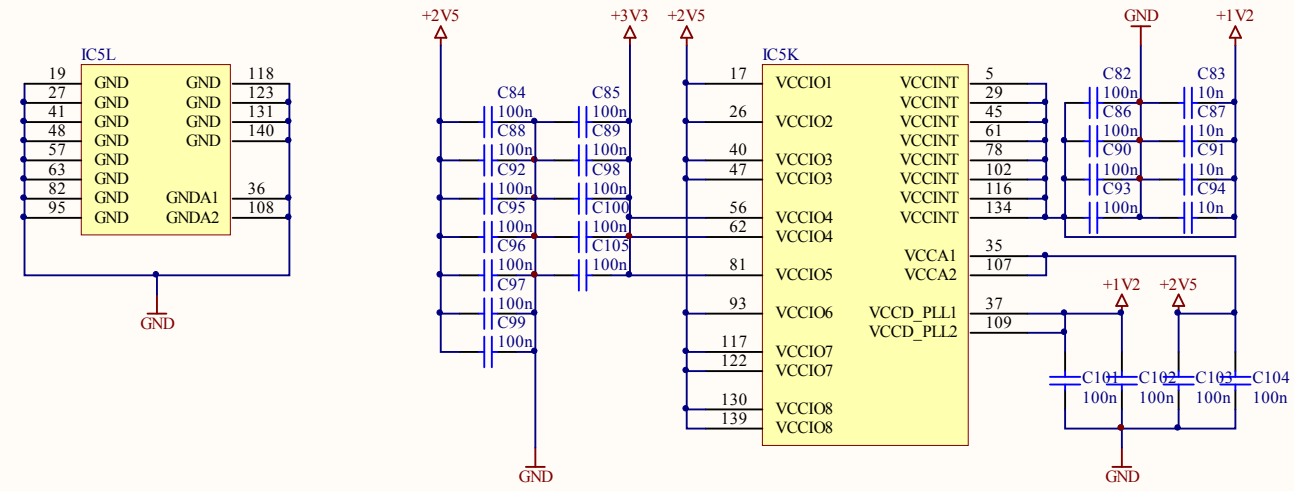 +2V5 +3V3 +2V5 GND +1V2
IC5L
19 GND GND 118
27 GND GND 123
41 GND GND 131
48 GND GND 140
57 GND
63 GND
82 GND GNDA1 36
95 GND GNDA2 108
GND
C84 C85
100n 100n
C88 C89
100n 100n
C92 C98
100n 100n
C95 C100
100n 100n
C96 C105
100n 100n
C97
100n
C99
100n
GND
IC5K
17 VCCIO1 VCCINT 5
VCCINT 29
26 VCCIO2 VCCINT 45
VCCINT 61
40 VCCIO3 VCCINT 78
47 VCCIO3 VCCINT 102
VCCINT 116
56 VCCIO4 VCCINT 134
62 VCCIO4
VCCA1 35
81 VCCIO5 VCCA2 107
93 VCCIO6 VCCD_PLL1 37
VCCD_PLL2 109
117 VCCIO7
122 VCCIO7
130 VCCIO8
139 VCCIO8
C82 C83
100n 10n
C86 C87
100n 10n
C90 C91
100n 10n
C93 C94
100n 10n
+1V2 +2V5
C101 C102 C103 C104
100n 100n 100n 100n
GND